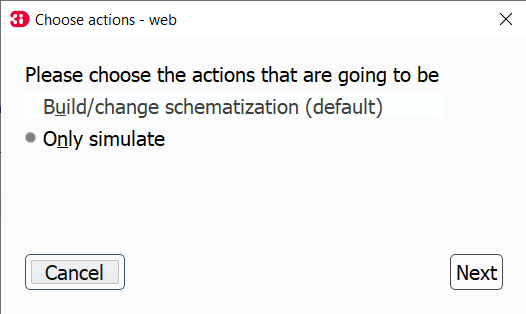 Choose actions - web
Please choose the actions that are going to be
Build/change schematization (default)
Only simulate
Cancel
Next